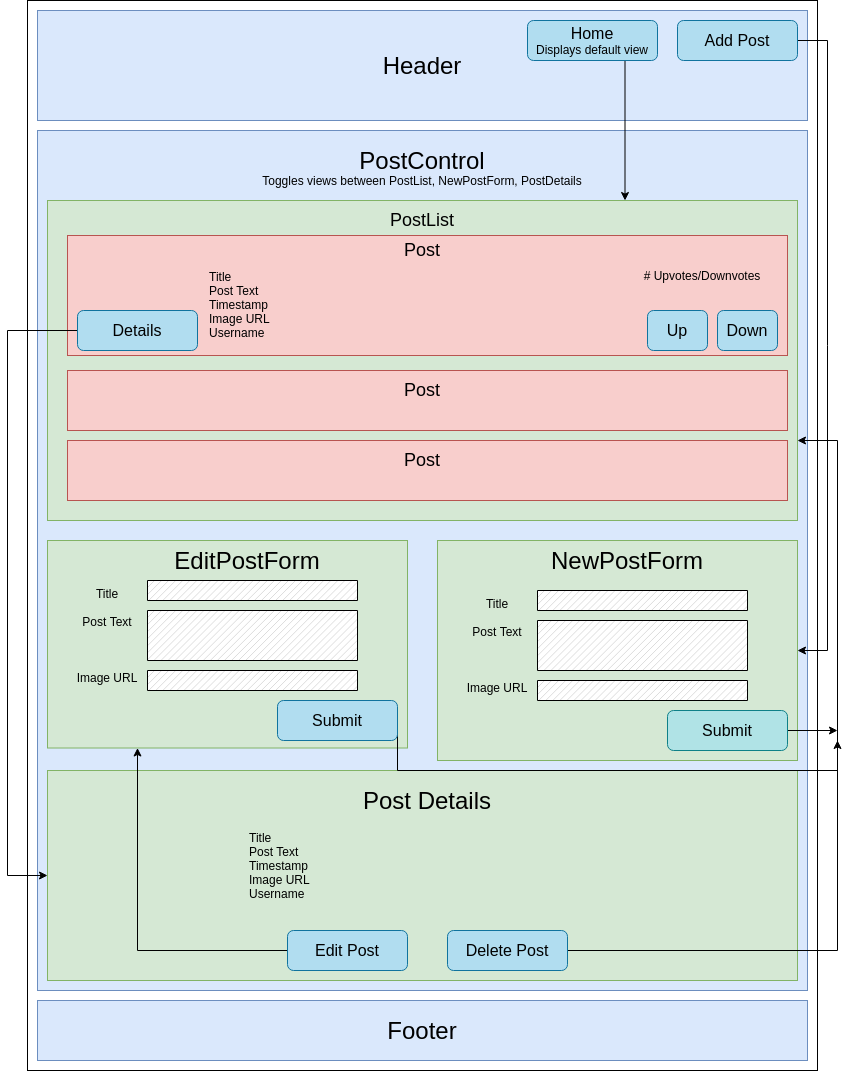 Home
Displays default view
Add Post
Header
PostControl
Toggles views between PostList, NewPostForm, PostDetails
PostList
Post
Title
Post Text
Timestamp
Image URL
Username
# Upvotes/Downvotes
Details
Up
Down
Post
Post
EditPostForm
Title
Post Text
Image URL
Submit
NewPostForm
Title
Post Text
Image URL
Submit
Post Details
Title
Post Text
Timestamp
Image URL
Username
Edit Post
Delete Post
Footer